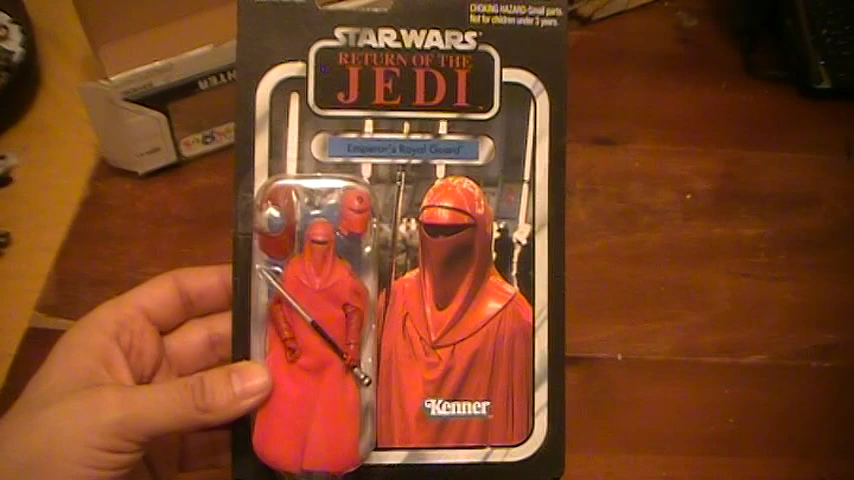 CHOKING HAZARD-Small parts.
Not for children under 3 years.
STAR WARS
RETURN OF THE
JEDI
Emperor's Royal Guard
Kenner